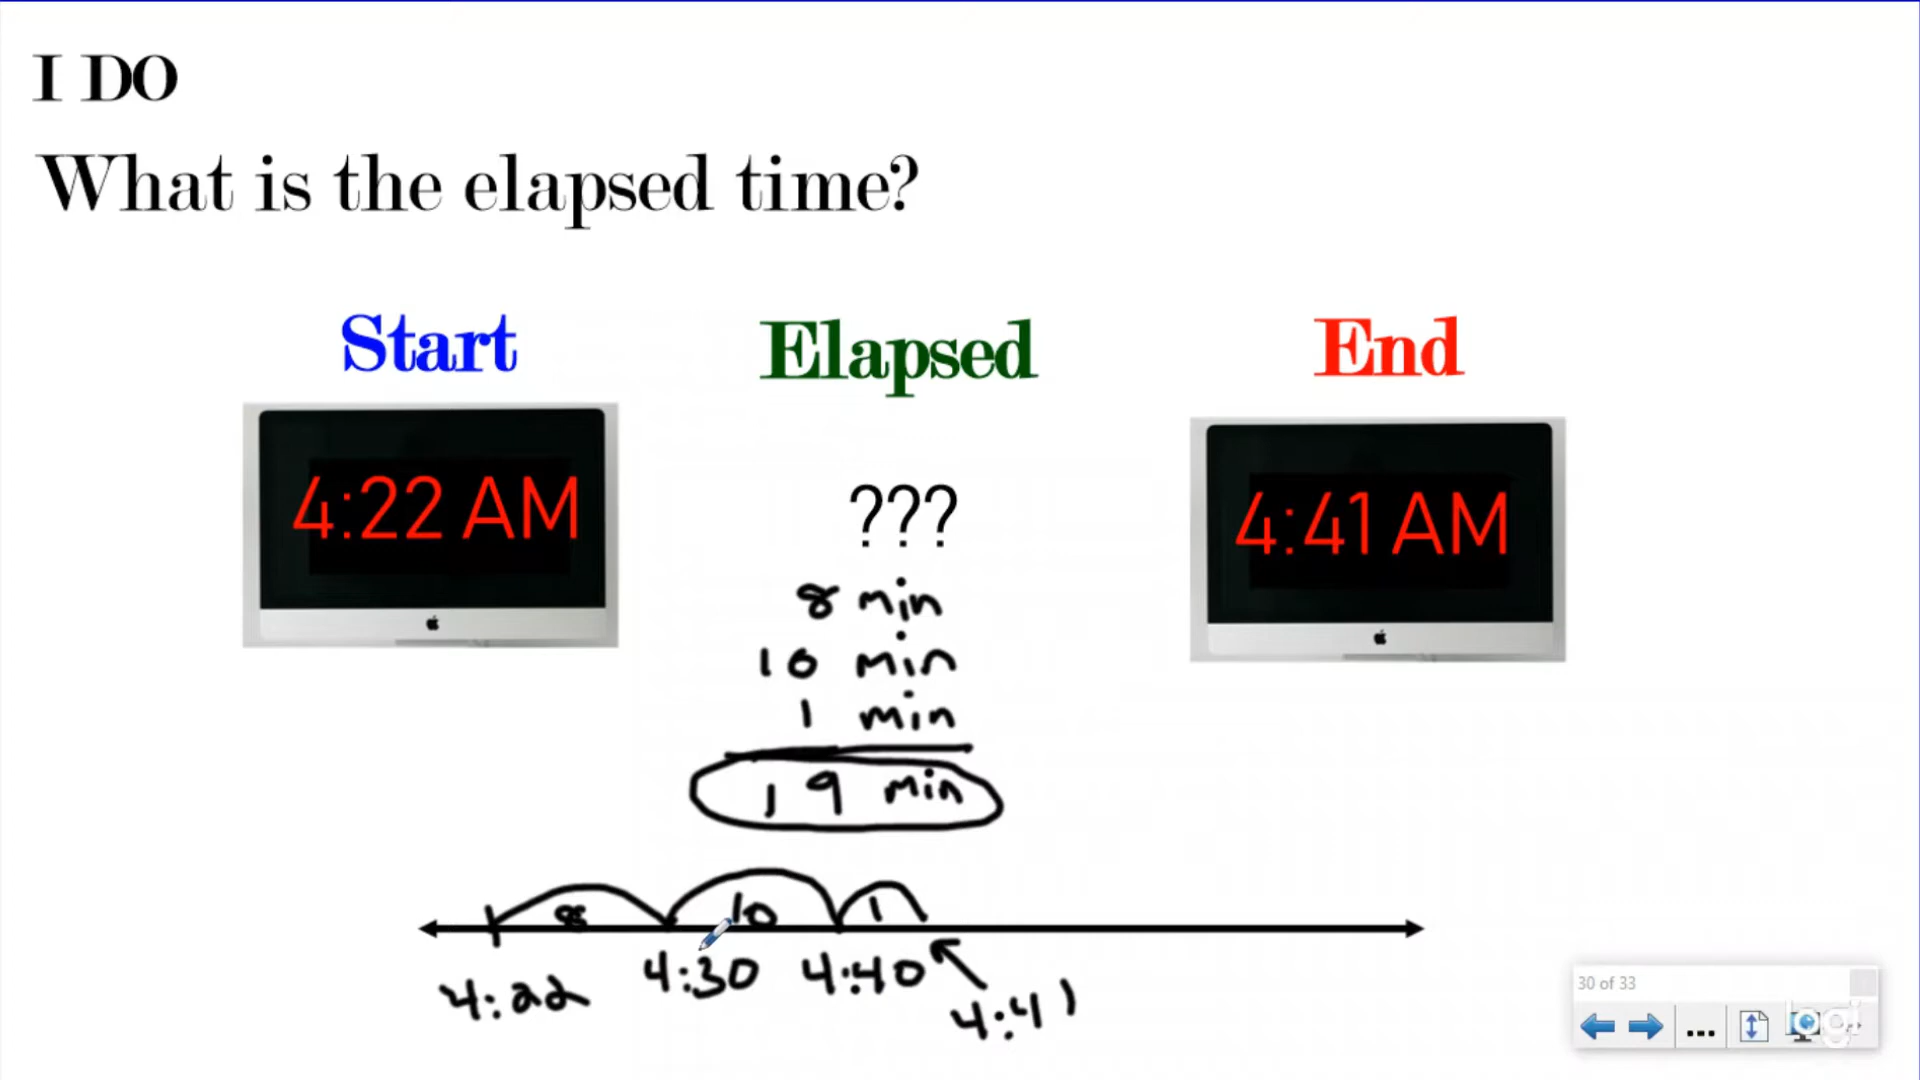 I DO
What is the elapsed time?
Start
Elapsed
End
4:22 AM
???
4:41 AM
8 min
10 min
1 min
19 min
8
10
1
4:22
4:30
4:40
4:41
30 of 33
...
logi